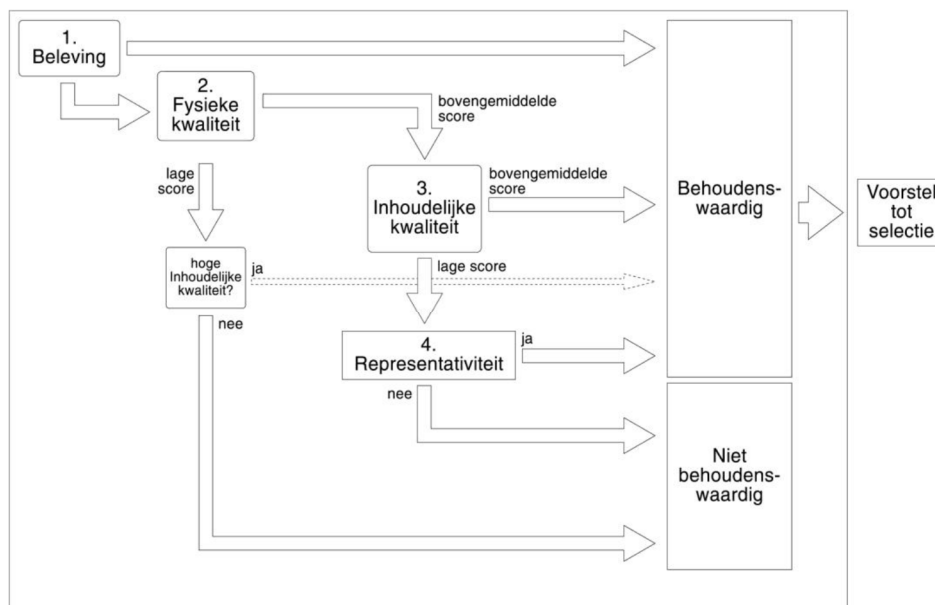 1.
Beleving
2.
Fysieke
kwaliteit
bovengemiddelde
score
lage
score
3.
Inhoudelijke
kwaliteit
bovengemiddelde
score
Behoudens-
waardig
Voorstel
tot
selectie
hoge
Inhoudelijke
kwaliteit?
ja
lage score
nee
4.
Representativiteit
ja
nee
Niet
behoudens-
waardig